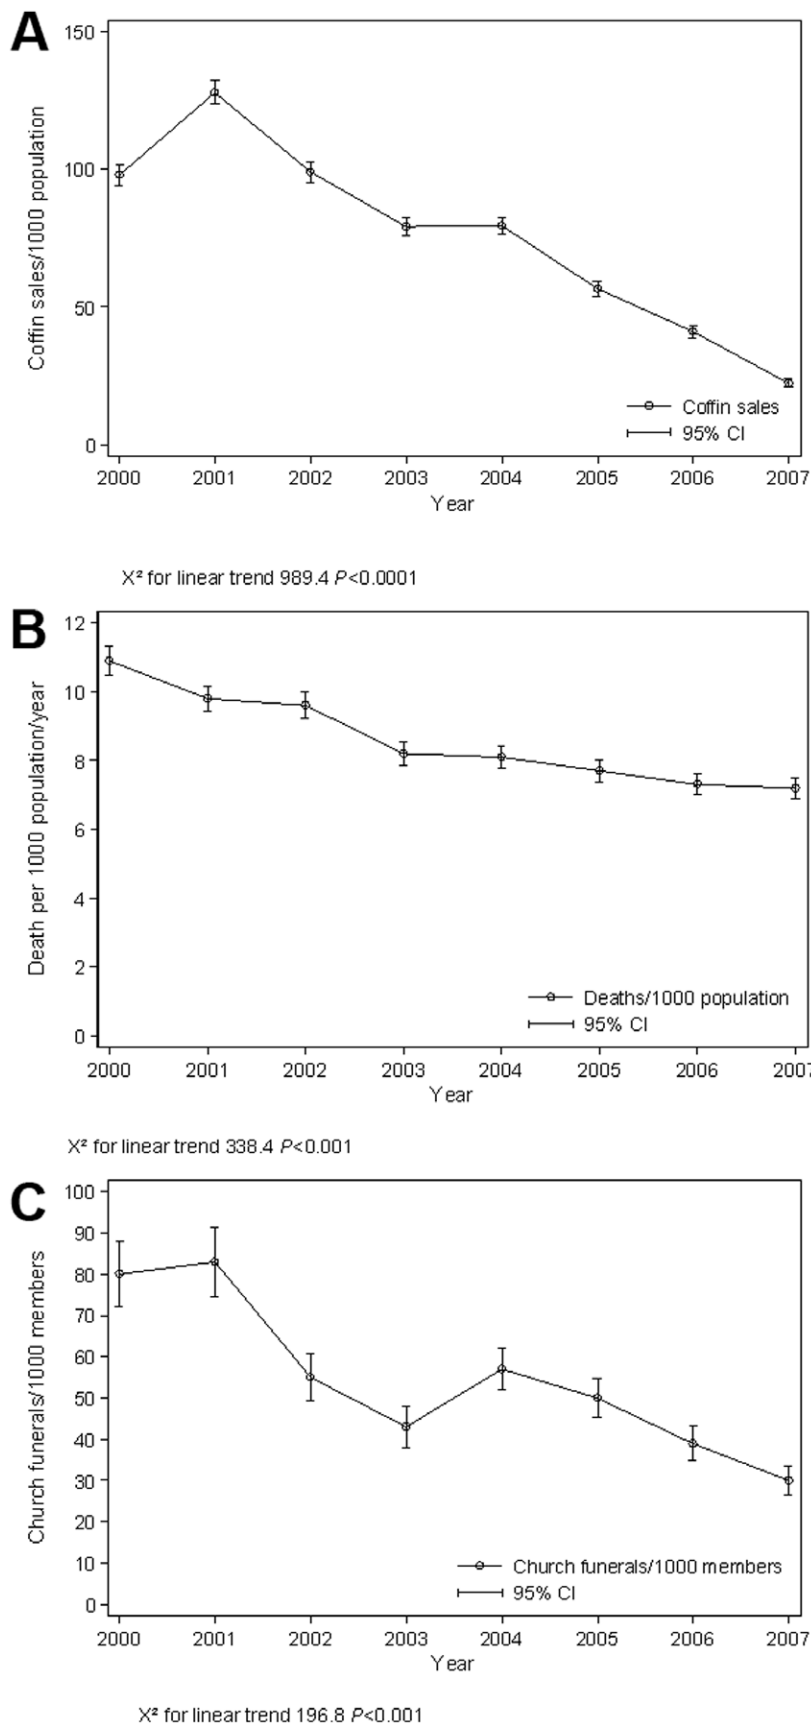 A
150
100
50
0
Coffin sales/1000 population
Coffin sales
95% CI
2000 2001 2002 2003 2004 2005 2006 2007
Year
X² for linear trend 989.4 P<0.0001
B
12
10
8
6
4
2
0
Death per 1000 population/year
Deaths/1000 population
95% CI
2000 2001 2002 2003 2004 2005 2006 2007
Year
X² for linear trend 338.4 P<0.001
C
100
90
80
70
60
50
40
30
20
10
0
Church funerals/1000 members
Church funerals/1000 members
95% CI
2000 2001 2002 2003 2004 2005 2006 2007
Year
X² for linear trend 196.8 P<0.001